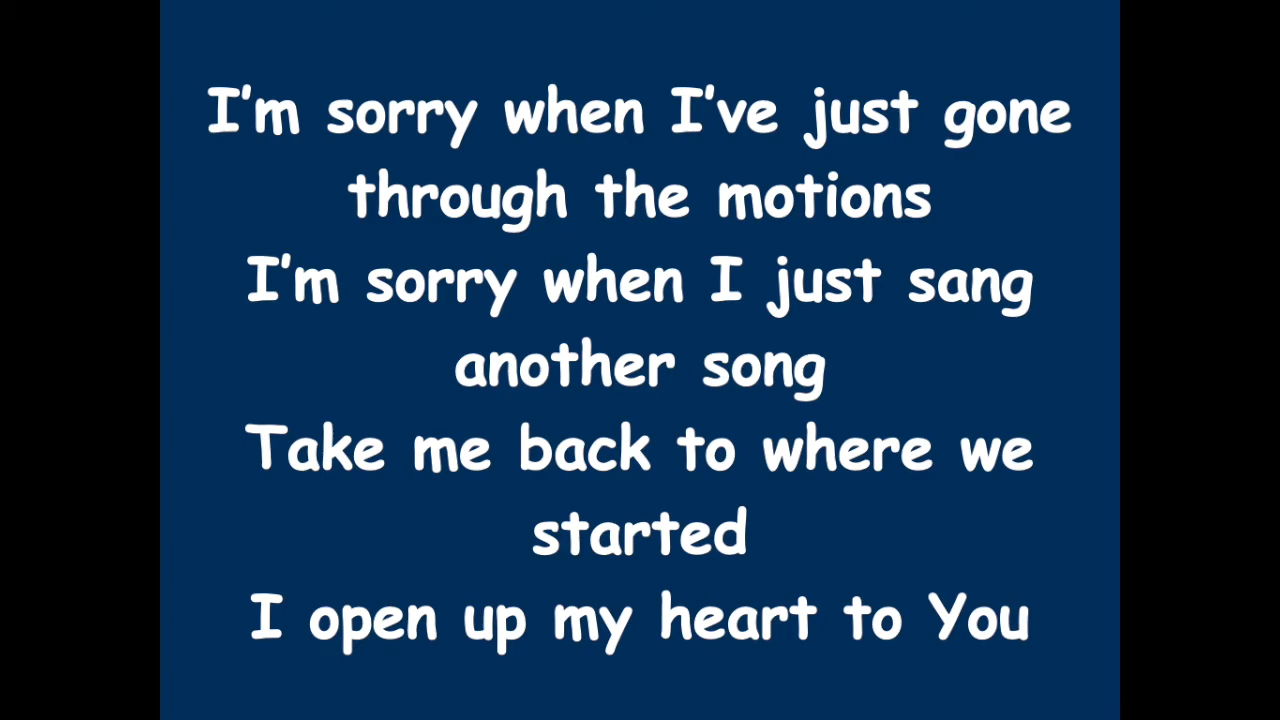 I'm sorry when I've just gone
through the motions
I'm sorry when I just sang
another song
Take me back to where we
started
I open up my heart to You